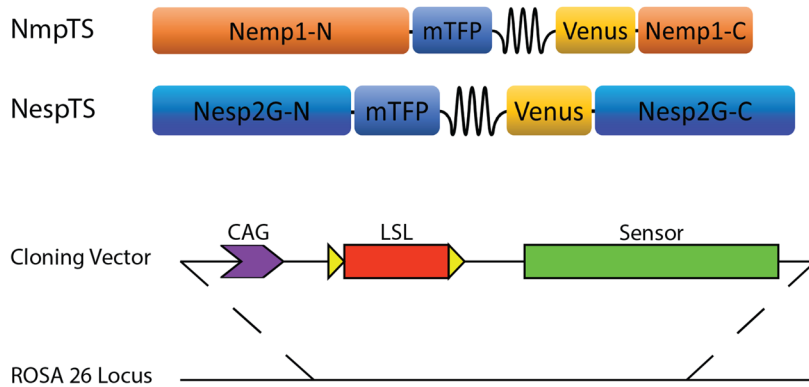 NmpTS Nemp1-N mTFP Venus Nemp1-C
NespTS Nesp2G-N mTFP Venus Nesp2G-C
CAG LSL Sensor
Cloning Vector
ROSA 26 Locus